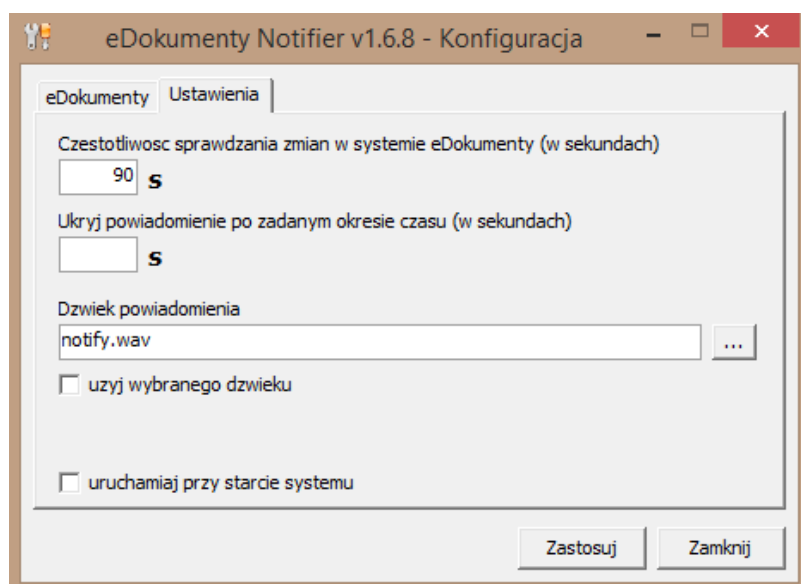 eDokumenty Notifier v1.6.8 - Konfiguracja
eDokumenty Ustawienia
Czestotliwosc sprawdzania zmian w systemie eDokumenty (w sekundach)
90 s
Ukryj powiadomienie po zadanym okresie czasu (w sekundach)
s
Dzwiek powiadomienia
notify.wav ...
uzyj wybranego dzwieku
uruchamiaj przy starcie systemu
Zastosuj Zamknij